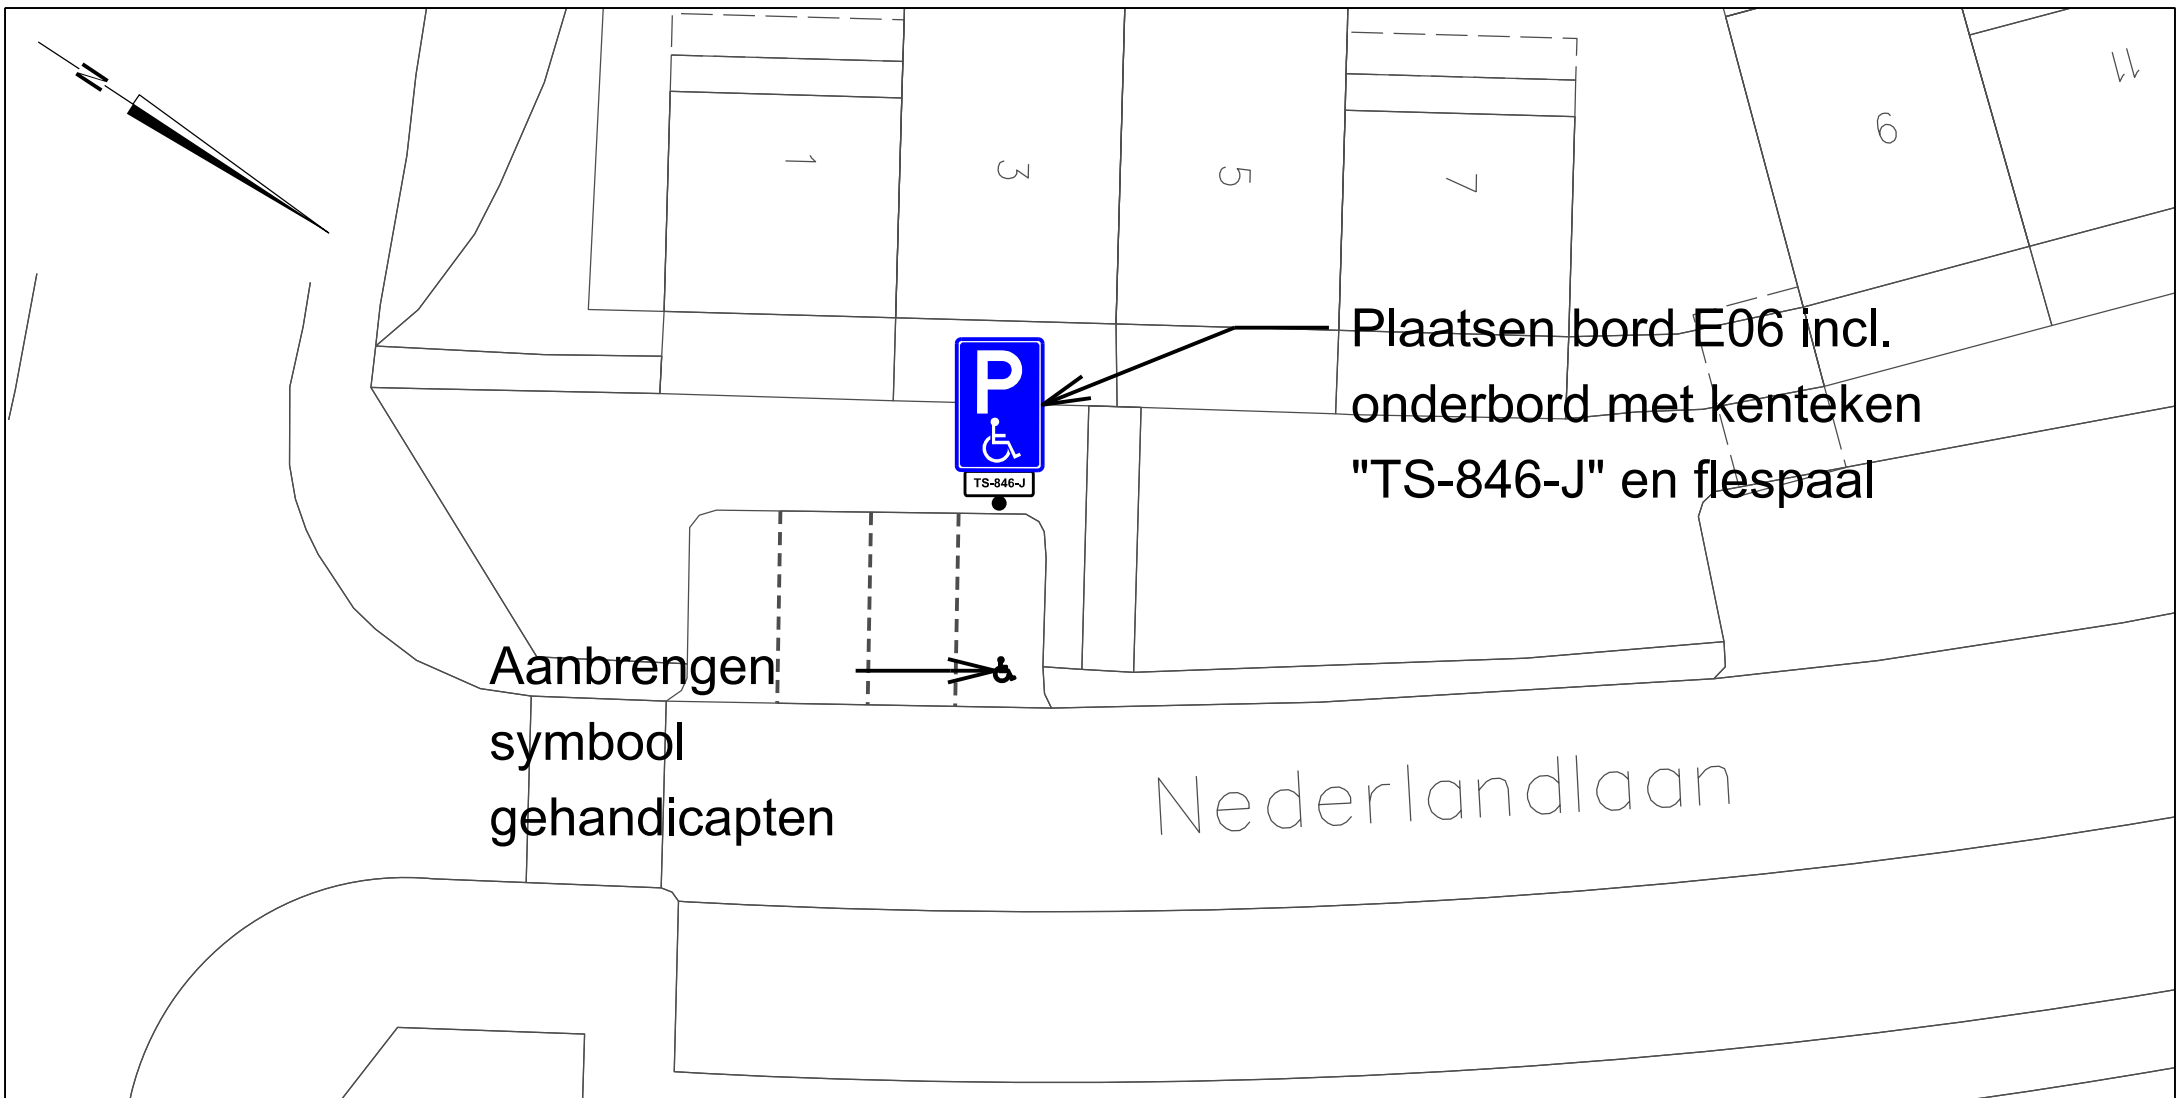 N
1
3
5
7
9
11
Plaatsen bord E06 incl.
onderbord met kenteken
"TS-846-J" en flespaal
P
TS-846-J
Aanbrengen
symbool
gehandicapten
Nederlandlaan